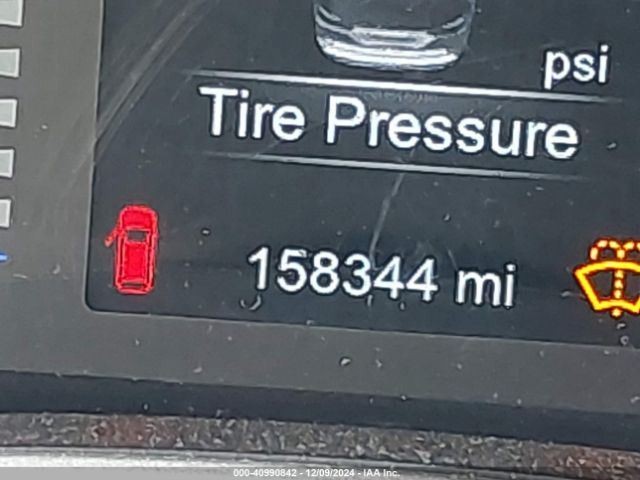 psi
Tire Pressure
158344 mi
000-40990842 - 12/09/2024 - IAA Inc.